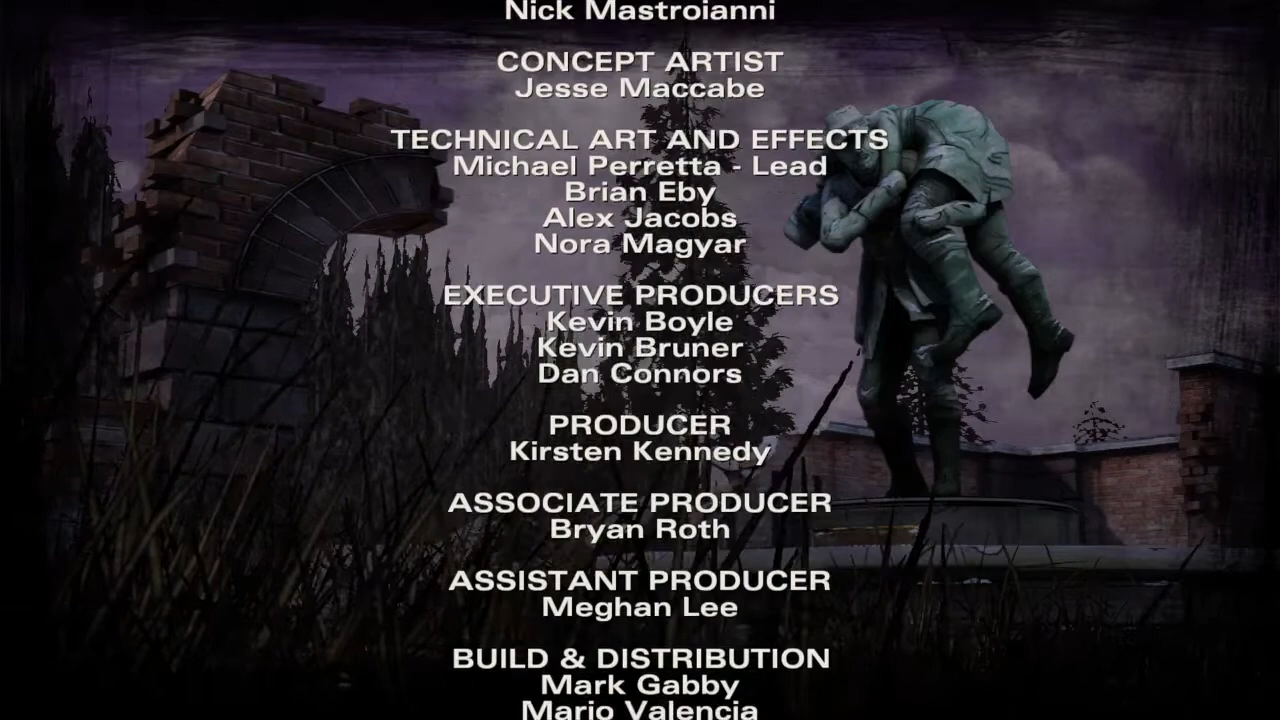 Nick Mastroianni
CONCEPT ARTIST
Jesse Maccabe
TECHNICAL ART AND EFFECTS
Michael Perretta - Lead
Brian Eby
Alex Jacobs
Nora Magyar
EXECUTIVE PRODUCERS
Kevin Boyle
Kevin Bruner
Dan Connors
PRODUCER
Kirsten Kennedy
ASSOCIATE PRODUCER
Bryan Roth
ASSISTANT PRODUCER
Meghan Lee
BUILD & DISTRIBUTION
Mark Gabby
Mario Valencia